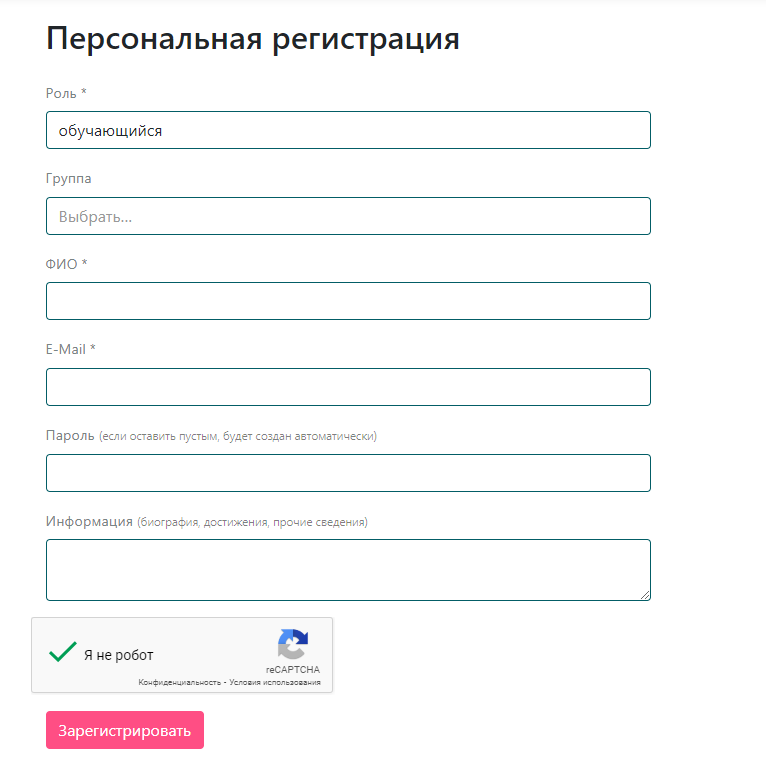 Персональная регистрация
Роль *
обучающийся
Группа
Выбрать...
ФИО *
E-Mail *
Пароль (если оставить пустым, будет создан автоматически)
Информация (биография, достижения, прочие сведения)
Я не робот
reCAPTCHA
Конфиденциальность - Условия использования
Зарегистрировать